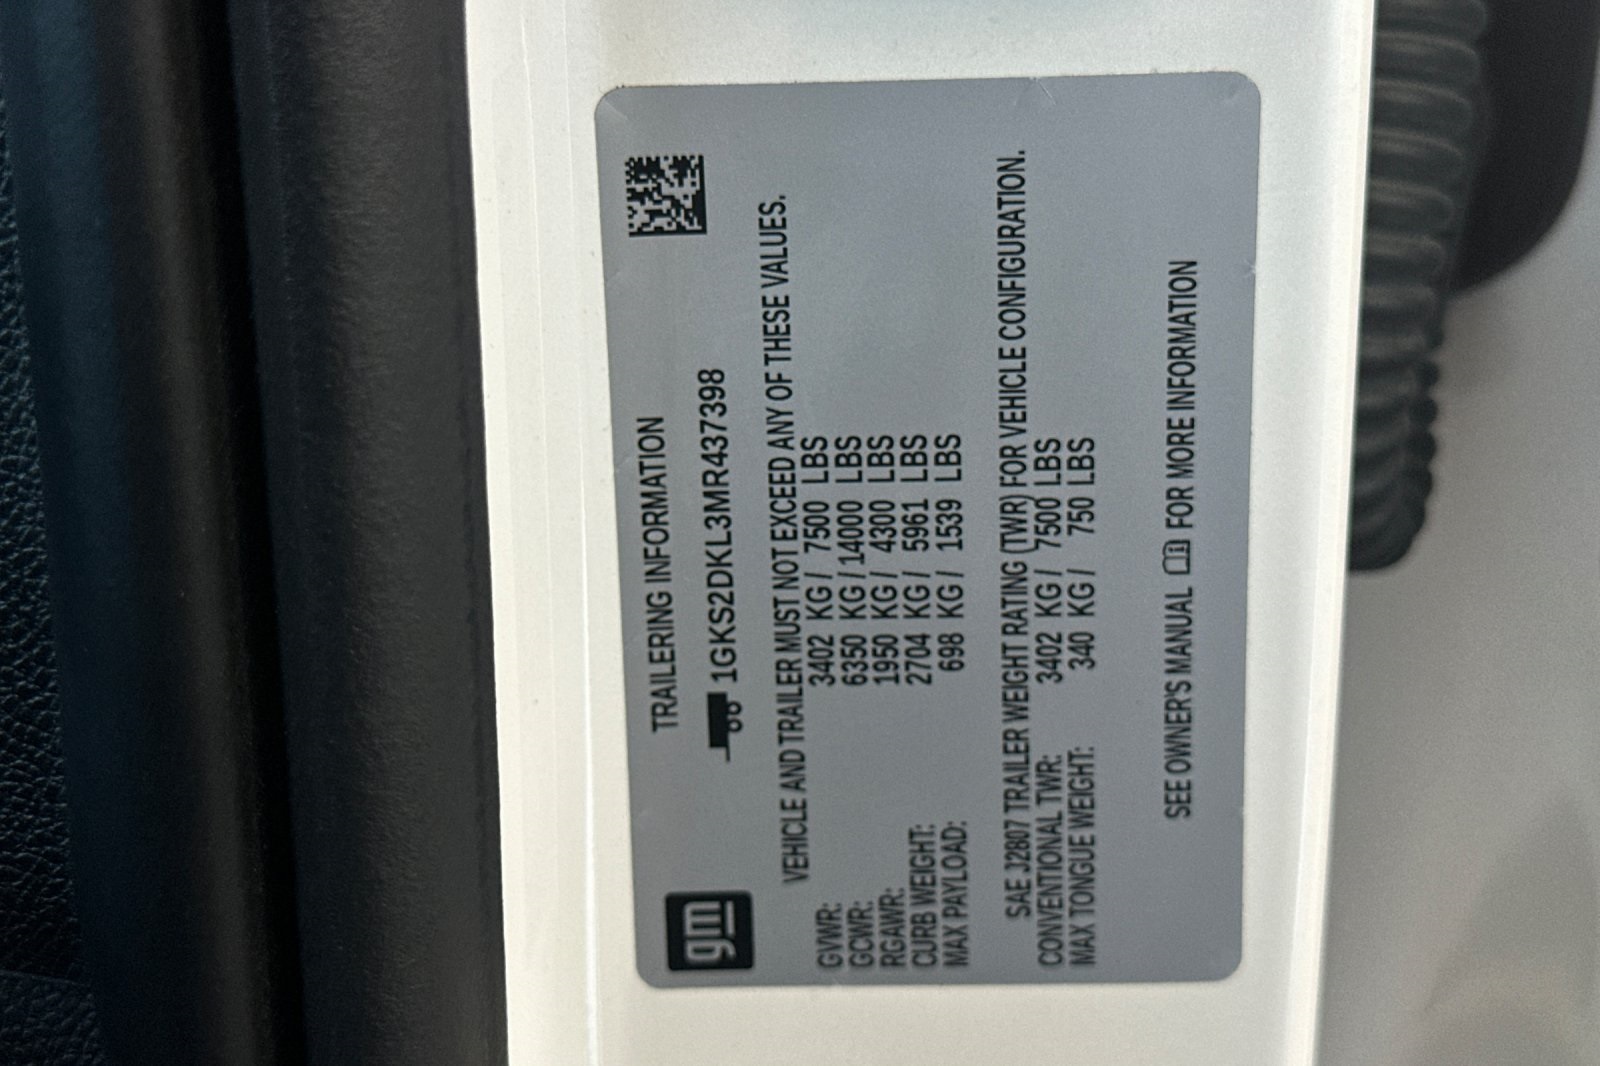 gm
TRAILERING INFORMATION
1GKS2DKL3MR437398
VEHICLE AND TRAILER MUST NOT EXCEED ANY OF THESE VALUES.
GVWR: 3402 KG / 7500 LBS
GCWR: 6350 KG / 14000 LBS
RGAWR: 1950 KG / 4300 LBS
CURB WEIGHT: 2704 KG / 5961 LBS
MAX PAYLOAD: 698 KG / 1539 LBS
SAE J2807 TRAILER WEIGHT RATING (TWR) FOR VEHICLE CONFIGURATION.
CONVENTIONAL TWR: 3402 KG / 7500 LBS
MAX TONGUE WEIGHT: 340 KG / 750 LBS
SEE OWNER'S MANUAL FOR MORE INFORMATION